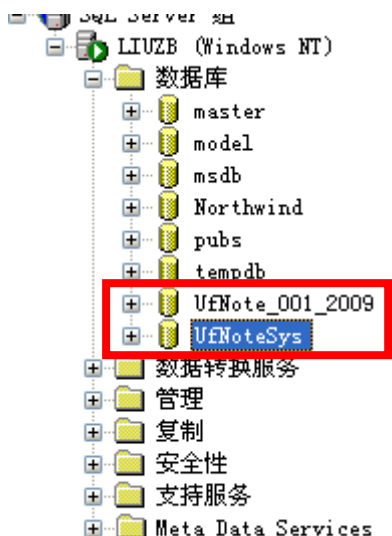 SQL Server 组
LIUZB (Windows NT)
数据库
master
model
msdb
Northwind
pubs
tempdb
UfNote_001_2009
UfNoteSys
数据转换服务
管理
复制
安全性
支持服务
Meta Data Services